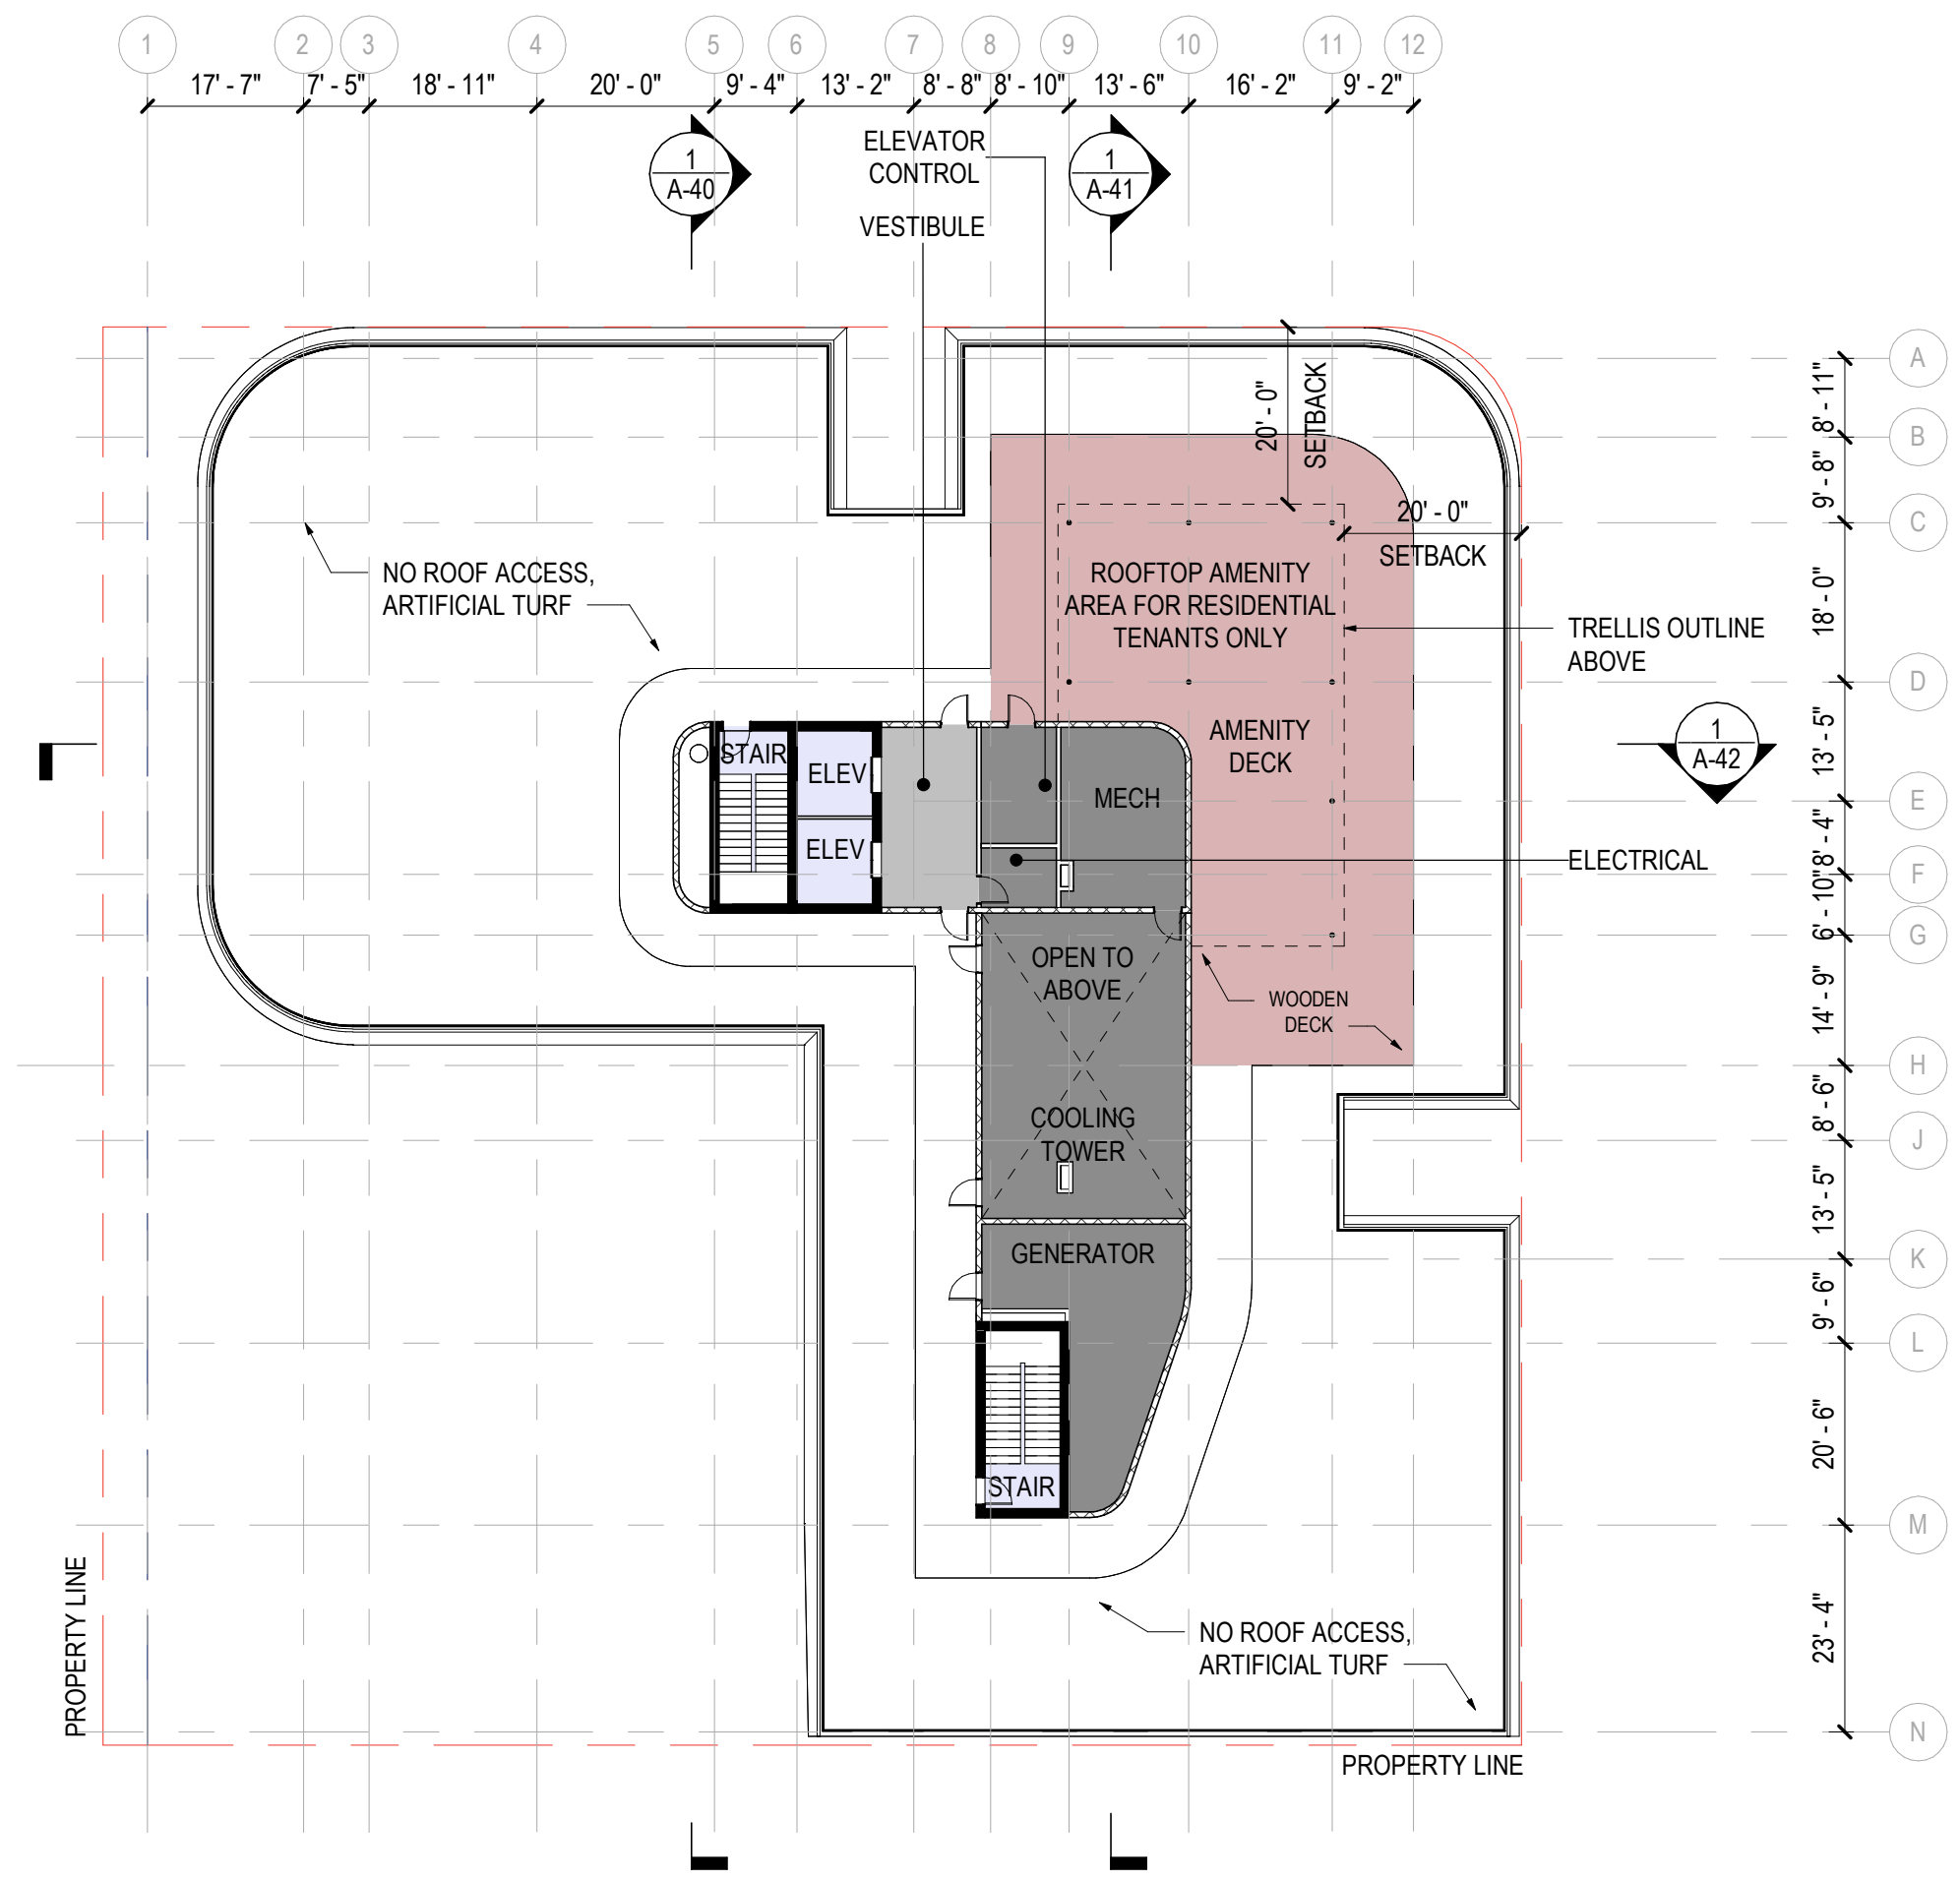 1 2 3 4 5 6 7 8 9 10 11 12
17' - 7" 7' - 5" 18' - 11" 20' - 0" 9' - 4" 13' - 2" 8' - 8" 8' - 10" 13' - 6" 16' - 2" 9' - 2"
1
A-40
ELEVATOR
CONTROL
1
A-41
VESTIBULE
A
8' - 11"
B
9' - 8"
C
18' - 0"
D
13' - 5"
E
8' - 4"
F
6' - 10"
G
14' - 9"
H
8' - 6"
J
13' - 5"
K
9' - 6"
L
20' - 6"
M
23' - 4"
N
20' - 0"
SETBACK
20' - 0"
SETBACK
NO ROOF ACCESS,
ARTIFICIAL TURF
ROOFTOP AMENITY
AREA FOR RESIDENTIAL
TENANTS ONLY
TRELLIS OUTLINE
ABOVE
AMENITY
DECK
1
A-42
STAIR
ELEV
ELEV
MECH
ELECTRICAL
OPEN TO
ABOVE
WOODEN
DECK
COOLING
TOWER
GENERATOR
STAIR
NO ROOF ACCESS,
ARTIFICIAL TURF
PROPERTY LINE
PROPERTY LINE